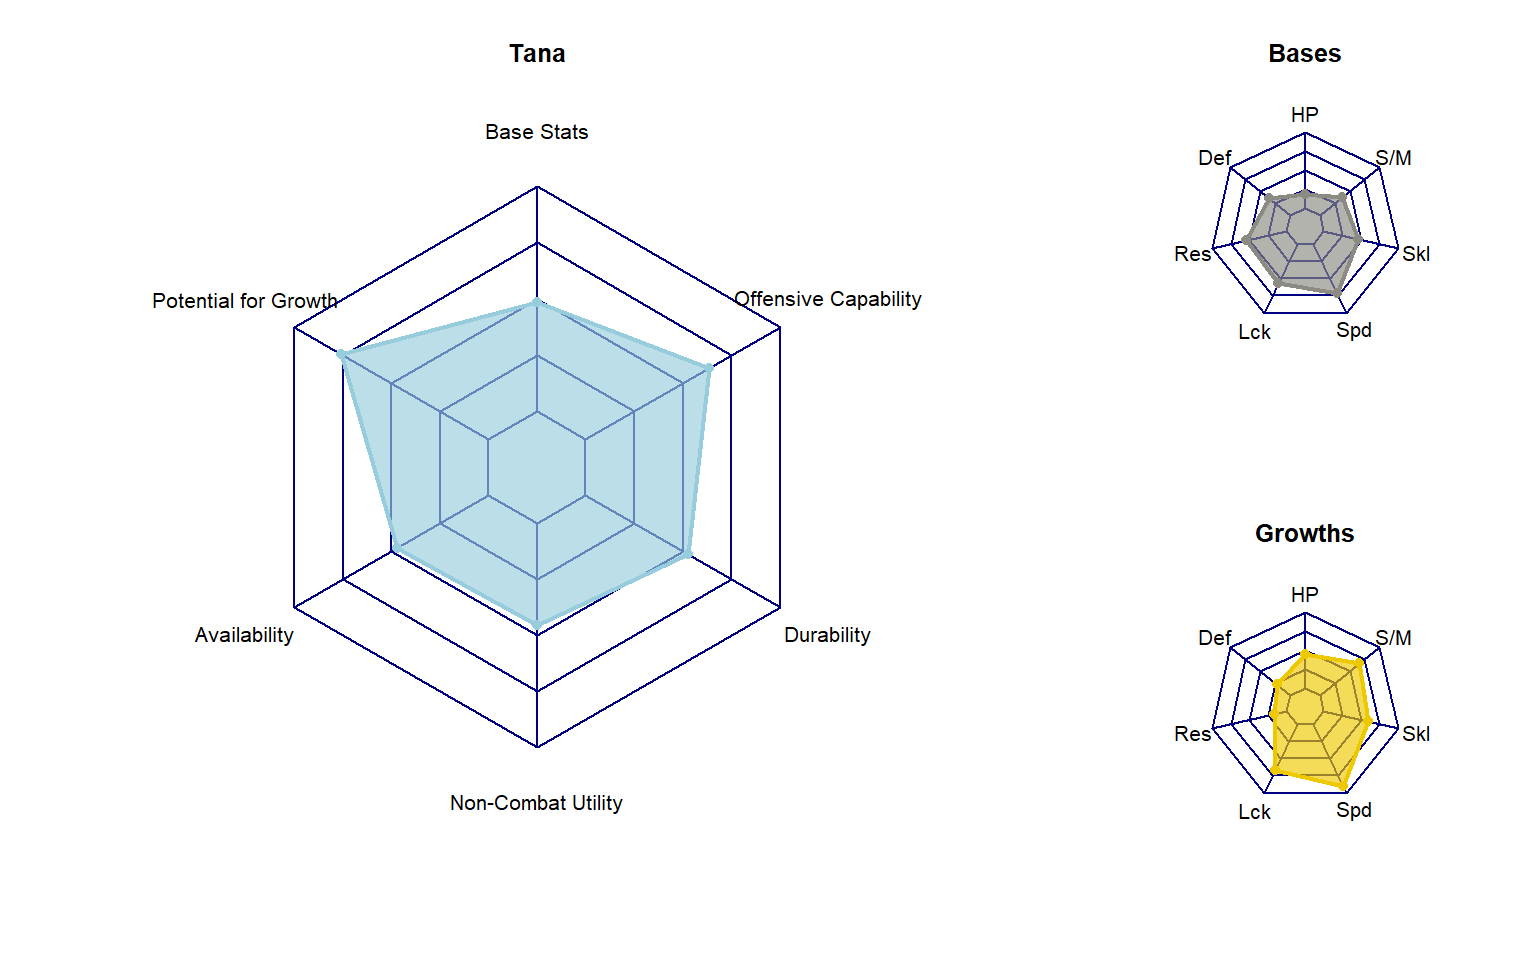 Tana
Base Stats
Potential for Growth
Offensive Capability
Availability
Durability
Non-Combat Utility
Bases
HP
Def
S/M
Res
Skl
Lck
Spd
Growths
HP
Def
S/M
Res
Skl
Lck
Spd